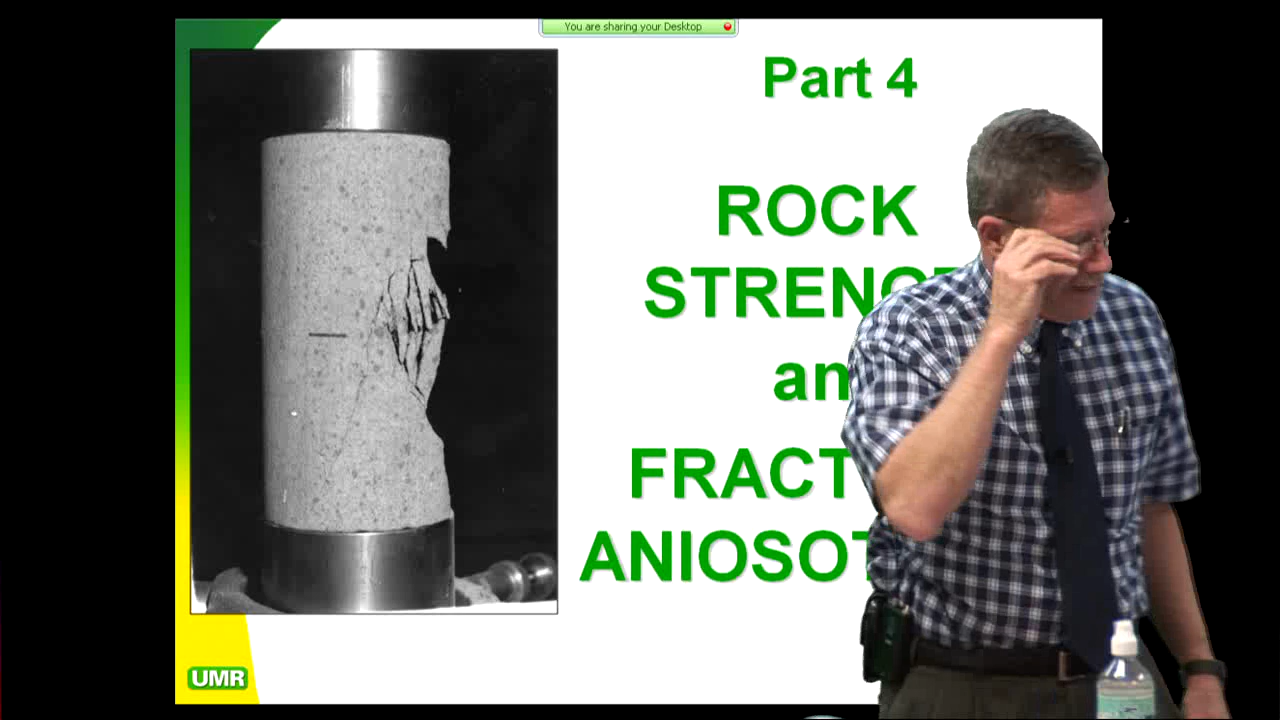 You are sharing your Desktop
Part 4
ROCK
STRENG
an
FRACT
ANIOSOT
UMR